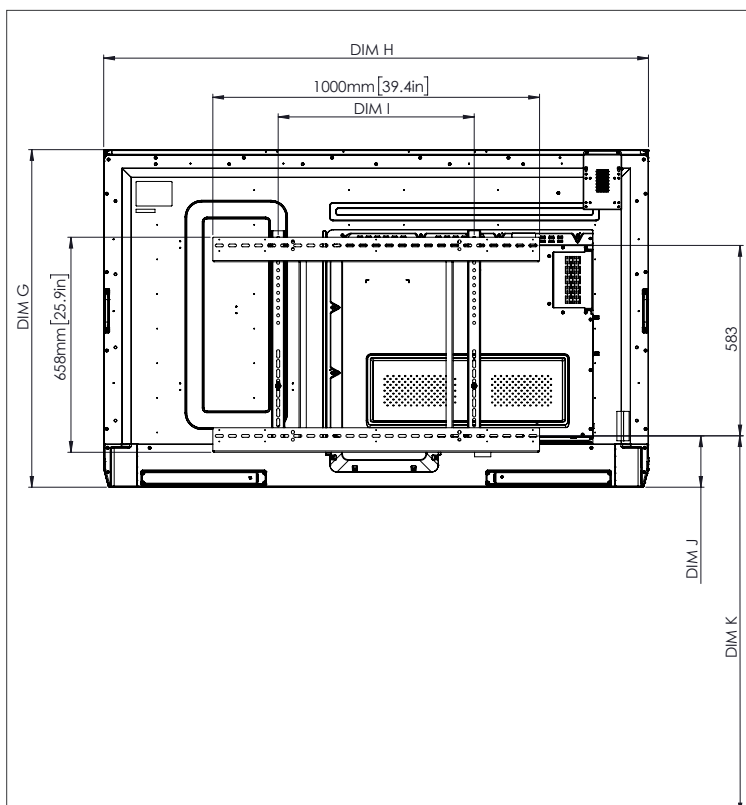 DIM H
1000mm [39.4in]
DIM I
DIM G
658mm [25.9in]
583
DIM J
DIM K